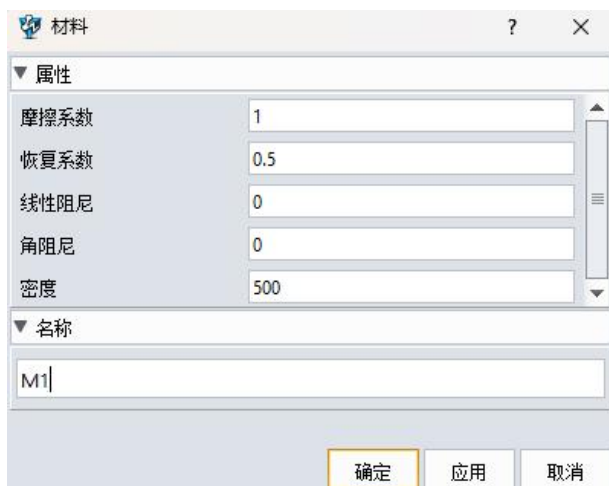 材料 ?
属性
摩擦系数 1
恢复系数 0.5
线性阻尼 0
角阻尼 0
密度 500
名称
M1
确定 应用 取消